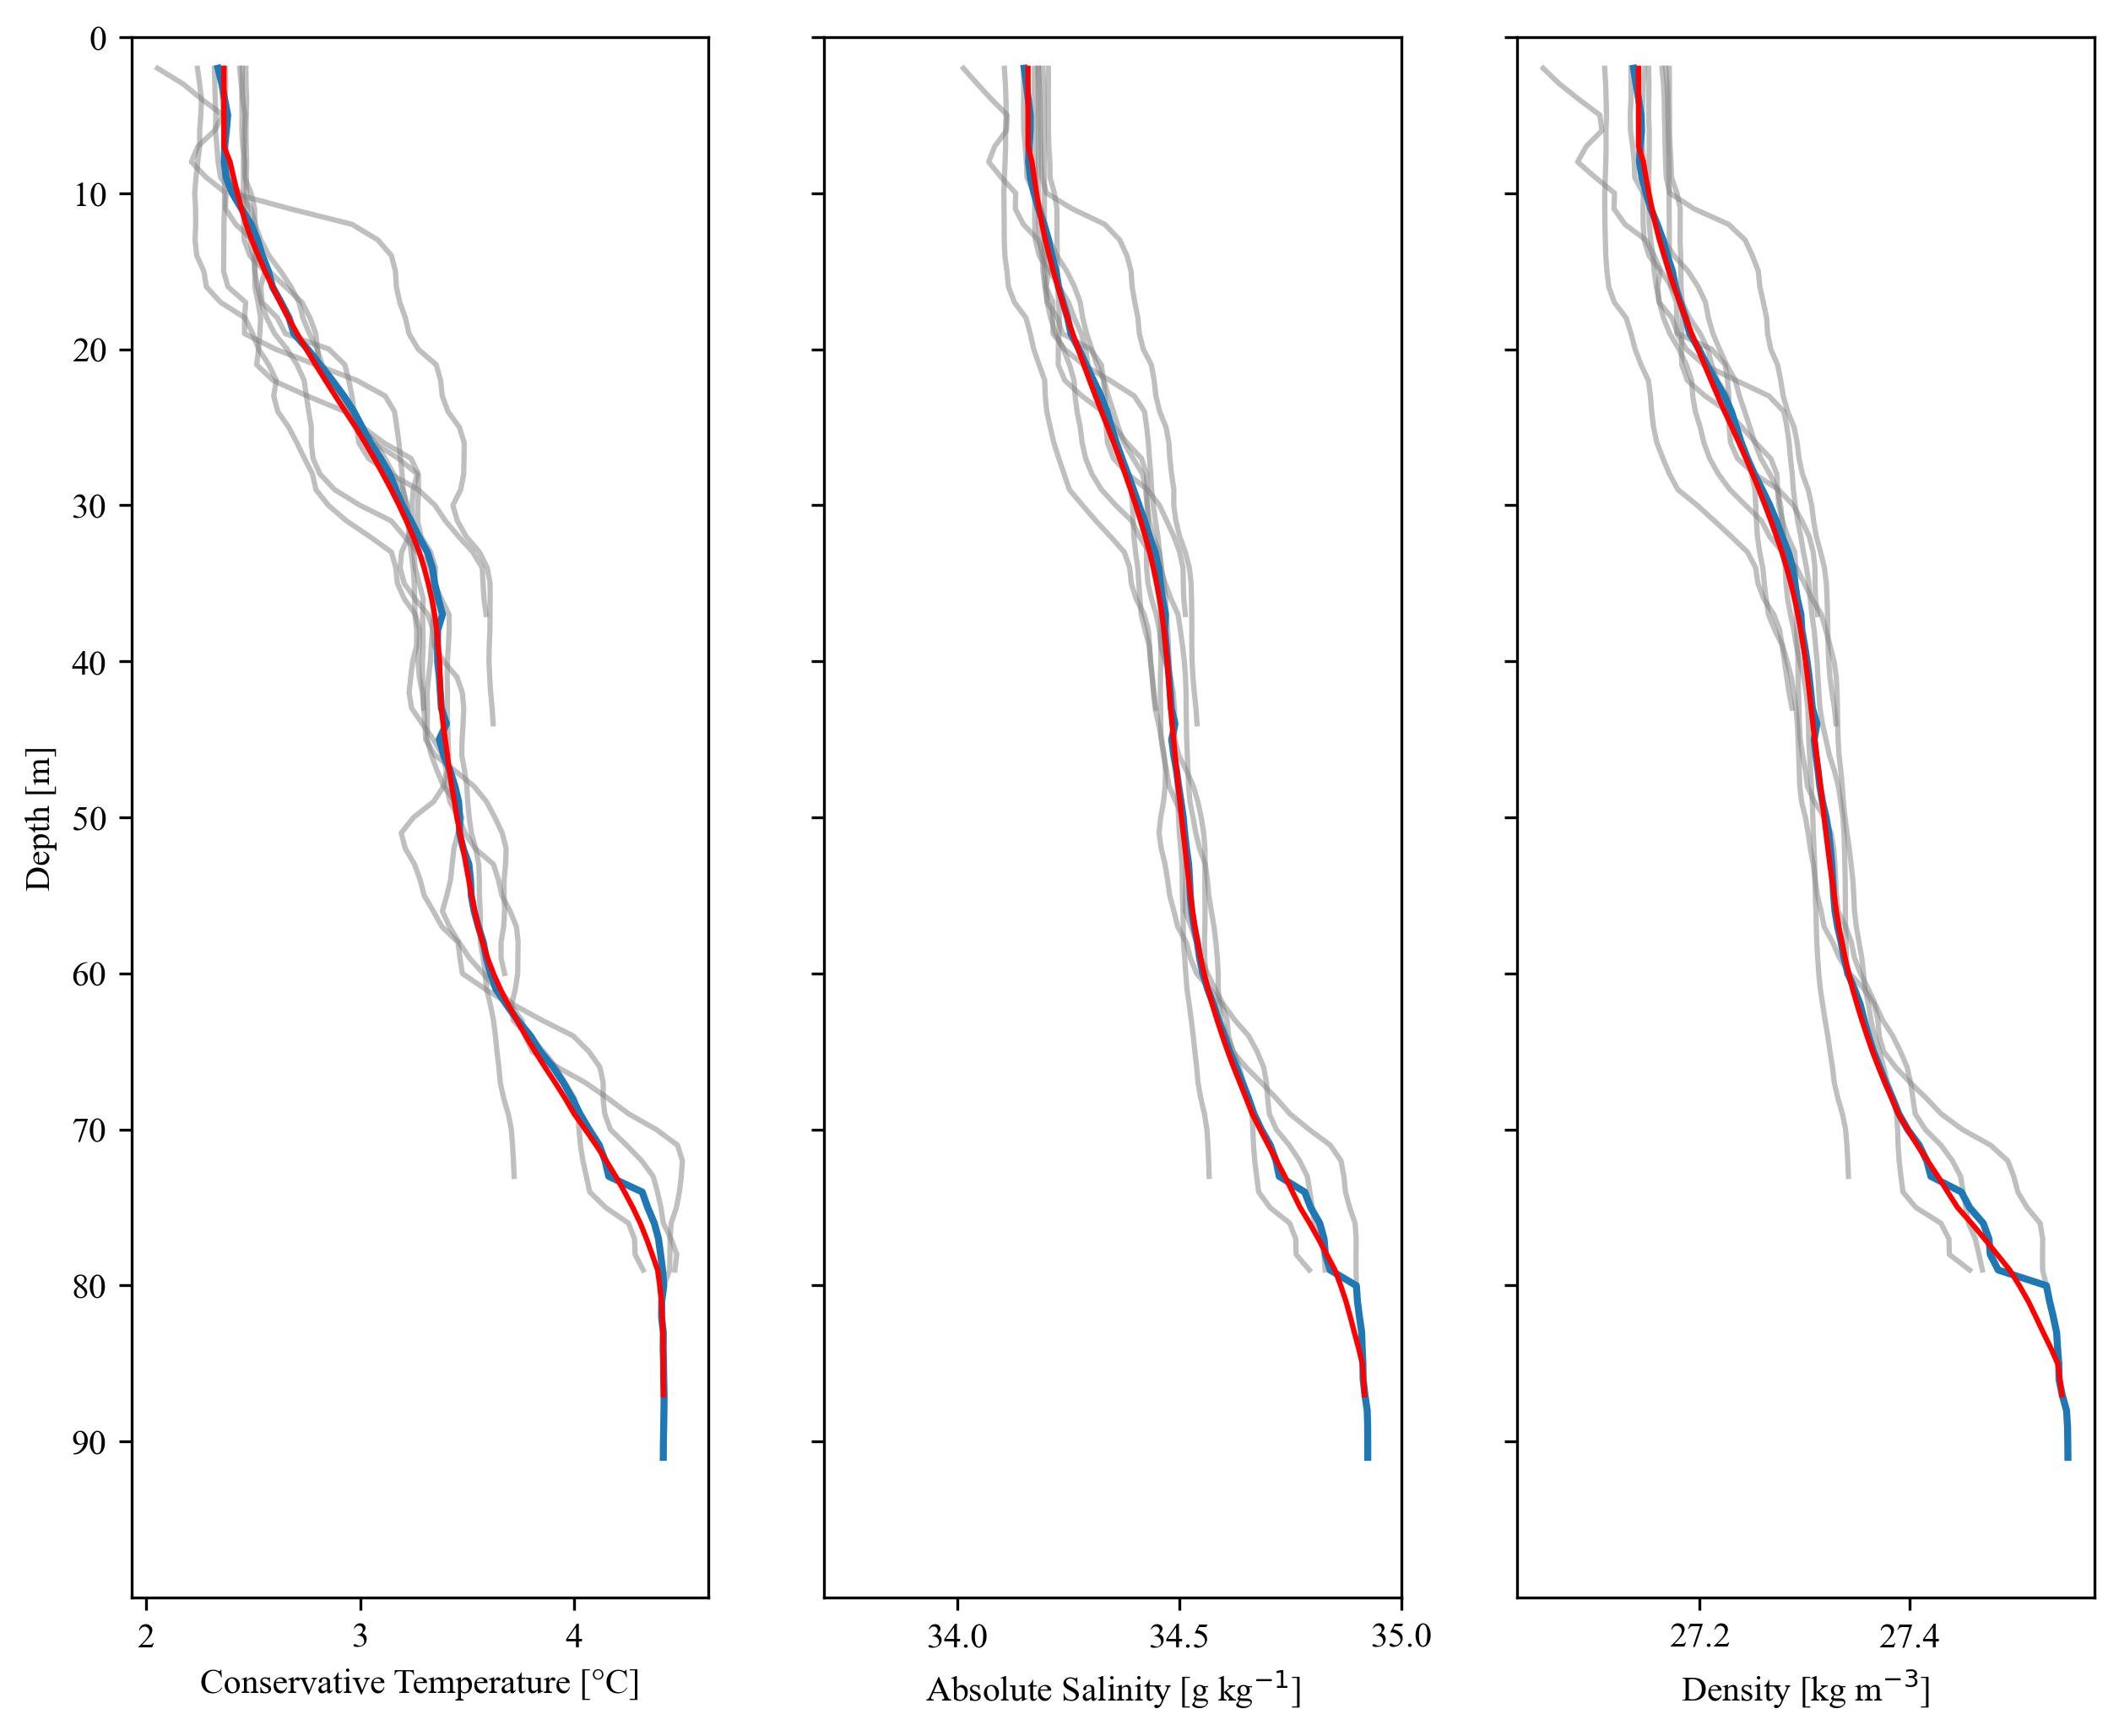 0
10
20
30
40
50
60
70
80
90
Depth [m]
2 3 4
Conservative Temperature [°C]
34.0 34.5 35.0
Absolute Salinity [g kg⁻¹]
27.2 27.4
Density [kg m⁻³]